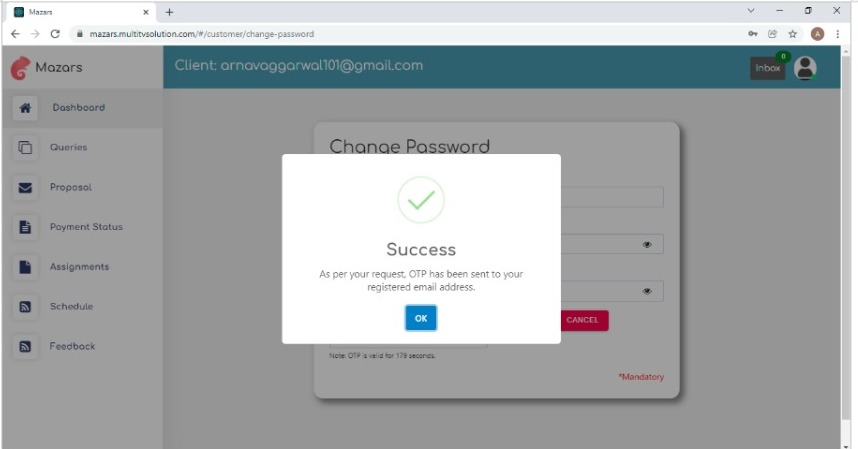 Mazars
mazars.multitvsolution.com/#/customer/change-password
A
Mazars
Client: arnavaggarwal101@gmail.com
Inbox
0
Dashboard
Queries
Proposal
Payment Status
Assignments
Schedule
Feedback
Change Password
Success
As per your request, OTP has been sent to your
registered email address.
OK
CANCEL
Note: OTP is valid for 179 seconds.
*Mandatory